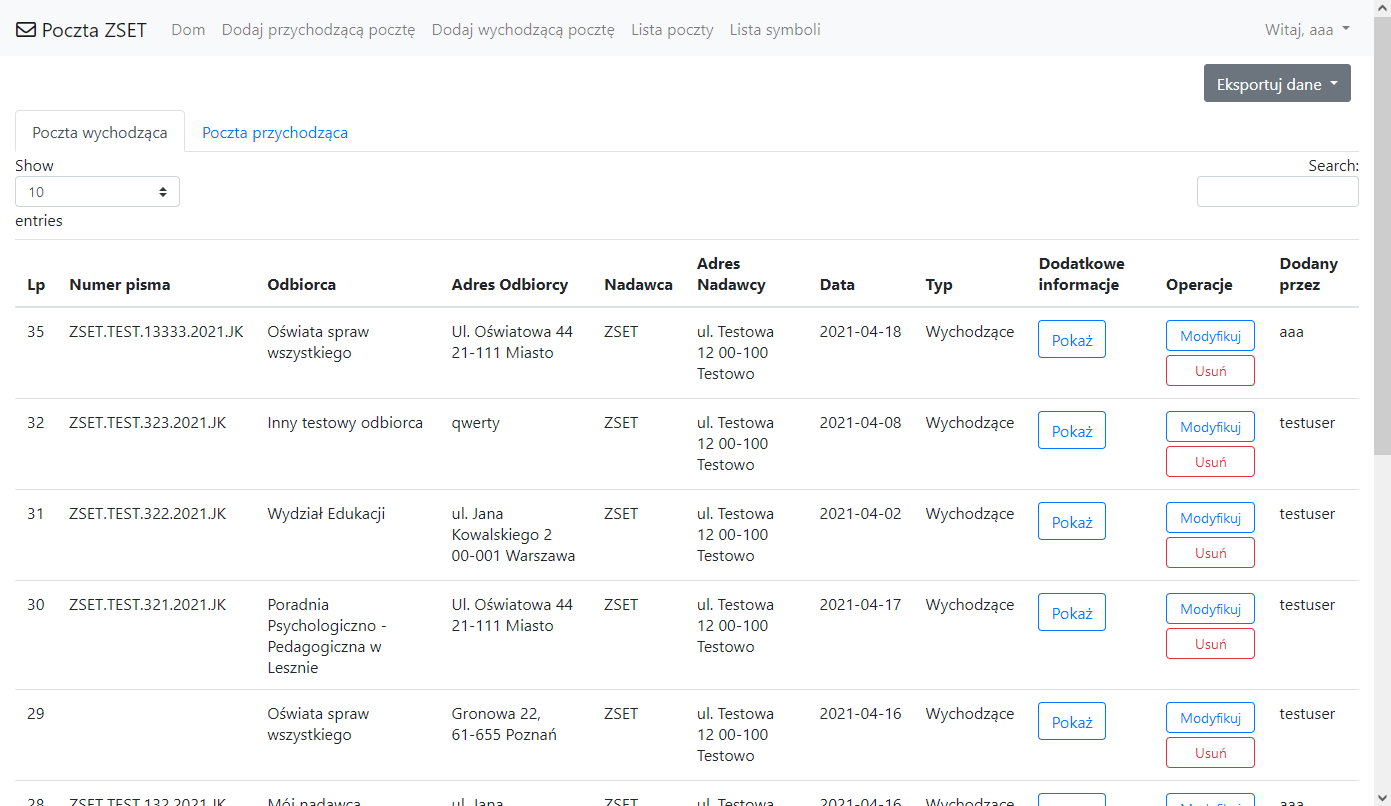 Poczta ZSET Dom Dodaj przychodzącą pocztę Dodaj wychodzącą pocztę Lista poczty Lista symboli Witaj, aaa
Eksportuj dane
Poczta wychodząca Poczta przychodząca
Show
10
entries
Search:
Lp Numer pisma Odbiorca Adres Odbiorcy Nadawca Adres Nadawcy Data Typ Dodatkowe informacje Operacje Dodany przez
35 ZSET.TEST.13333.2021.JK Oświata spraw Ul. Oświatowa 44 ZSET ul. Testowa 2021-04-18 Wychodzące Pokaż Modyfikuj aaa
wszystkiego 21-111 Miasto 12 00-100
Testowo Usuń
32 ZSET.TEST.323.2021.JK Inny testowy odbiorca qwerty ZSET ul. Testowa 2021-04-08 Wychodzące Pokaż Modyfikuj testuser
12 00-100
Testowo Usuń
31 ZSET.TEST.322.2021.JK Wydział Edukacji ul. Jana ZSET ul. Testowa 2021-04-02 Wychodzące Pokaż Modyfikuj testuser
Kowalskiego 2 12 00-100
00-001 Warszawa Testowo Usuń
30 ZSET.TEST.321.2021.JK Poradnia Ul. Oświatowa 44 ZSET ul. Testowa 2021-04-17 Wychodzące Pokaż Modyfikuj testuser
Psychologiczno - 21-111 Miasto 12 00-100
Pedagogiczna w Testowo Usuń
Lesznie
29 Oświata spraw Gronowa 22, ZSET ul. Testowa 2021-04-16 Wychodzące Pokaż Modyfikuj testuser
wszystkiego 61-655 Poznań 12 00-100
Testowo Usuń
28 ZSET.TEST.132.2021.JK Mój nadawca ul. Jana ZSET ul. Testowa 2021-04-16 Wychodzące Modyfikuj aaa